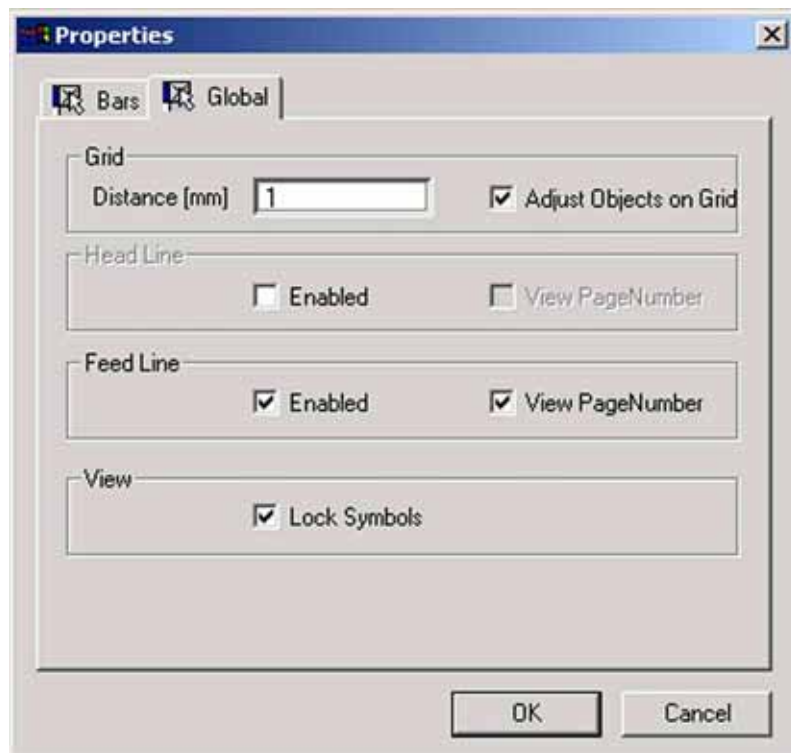 Properties
Bars Global
Grid
Distance [mm] 1 Adjust Objects on Grid
Head Line
Enabled View PageNumber
Feed Line
Enabled View PageNumber
View
Lock Symbols
OK Cancel